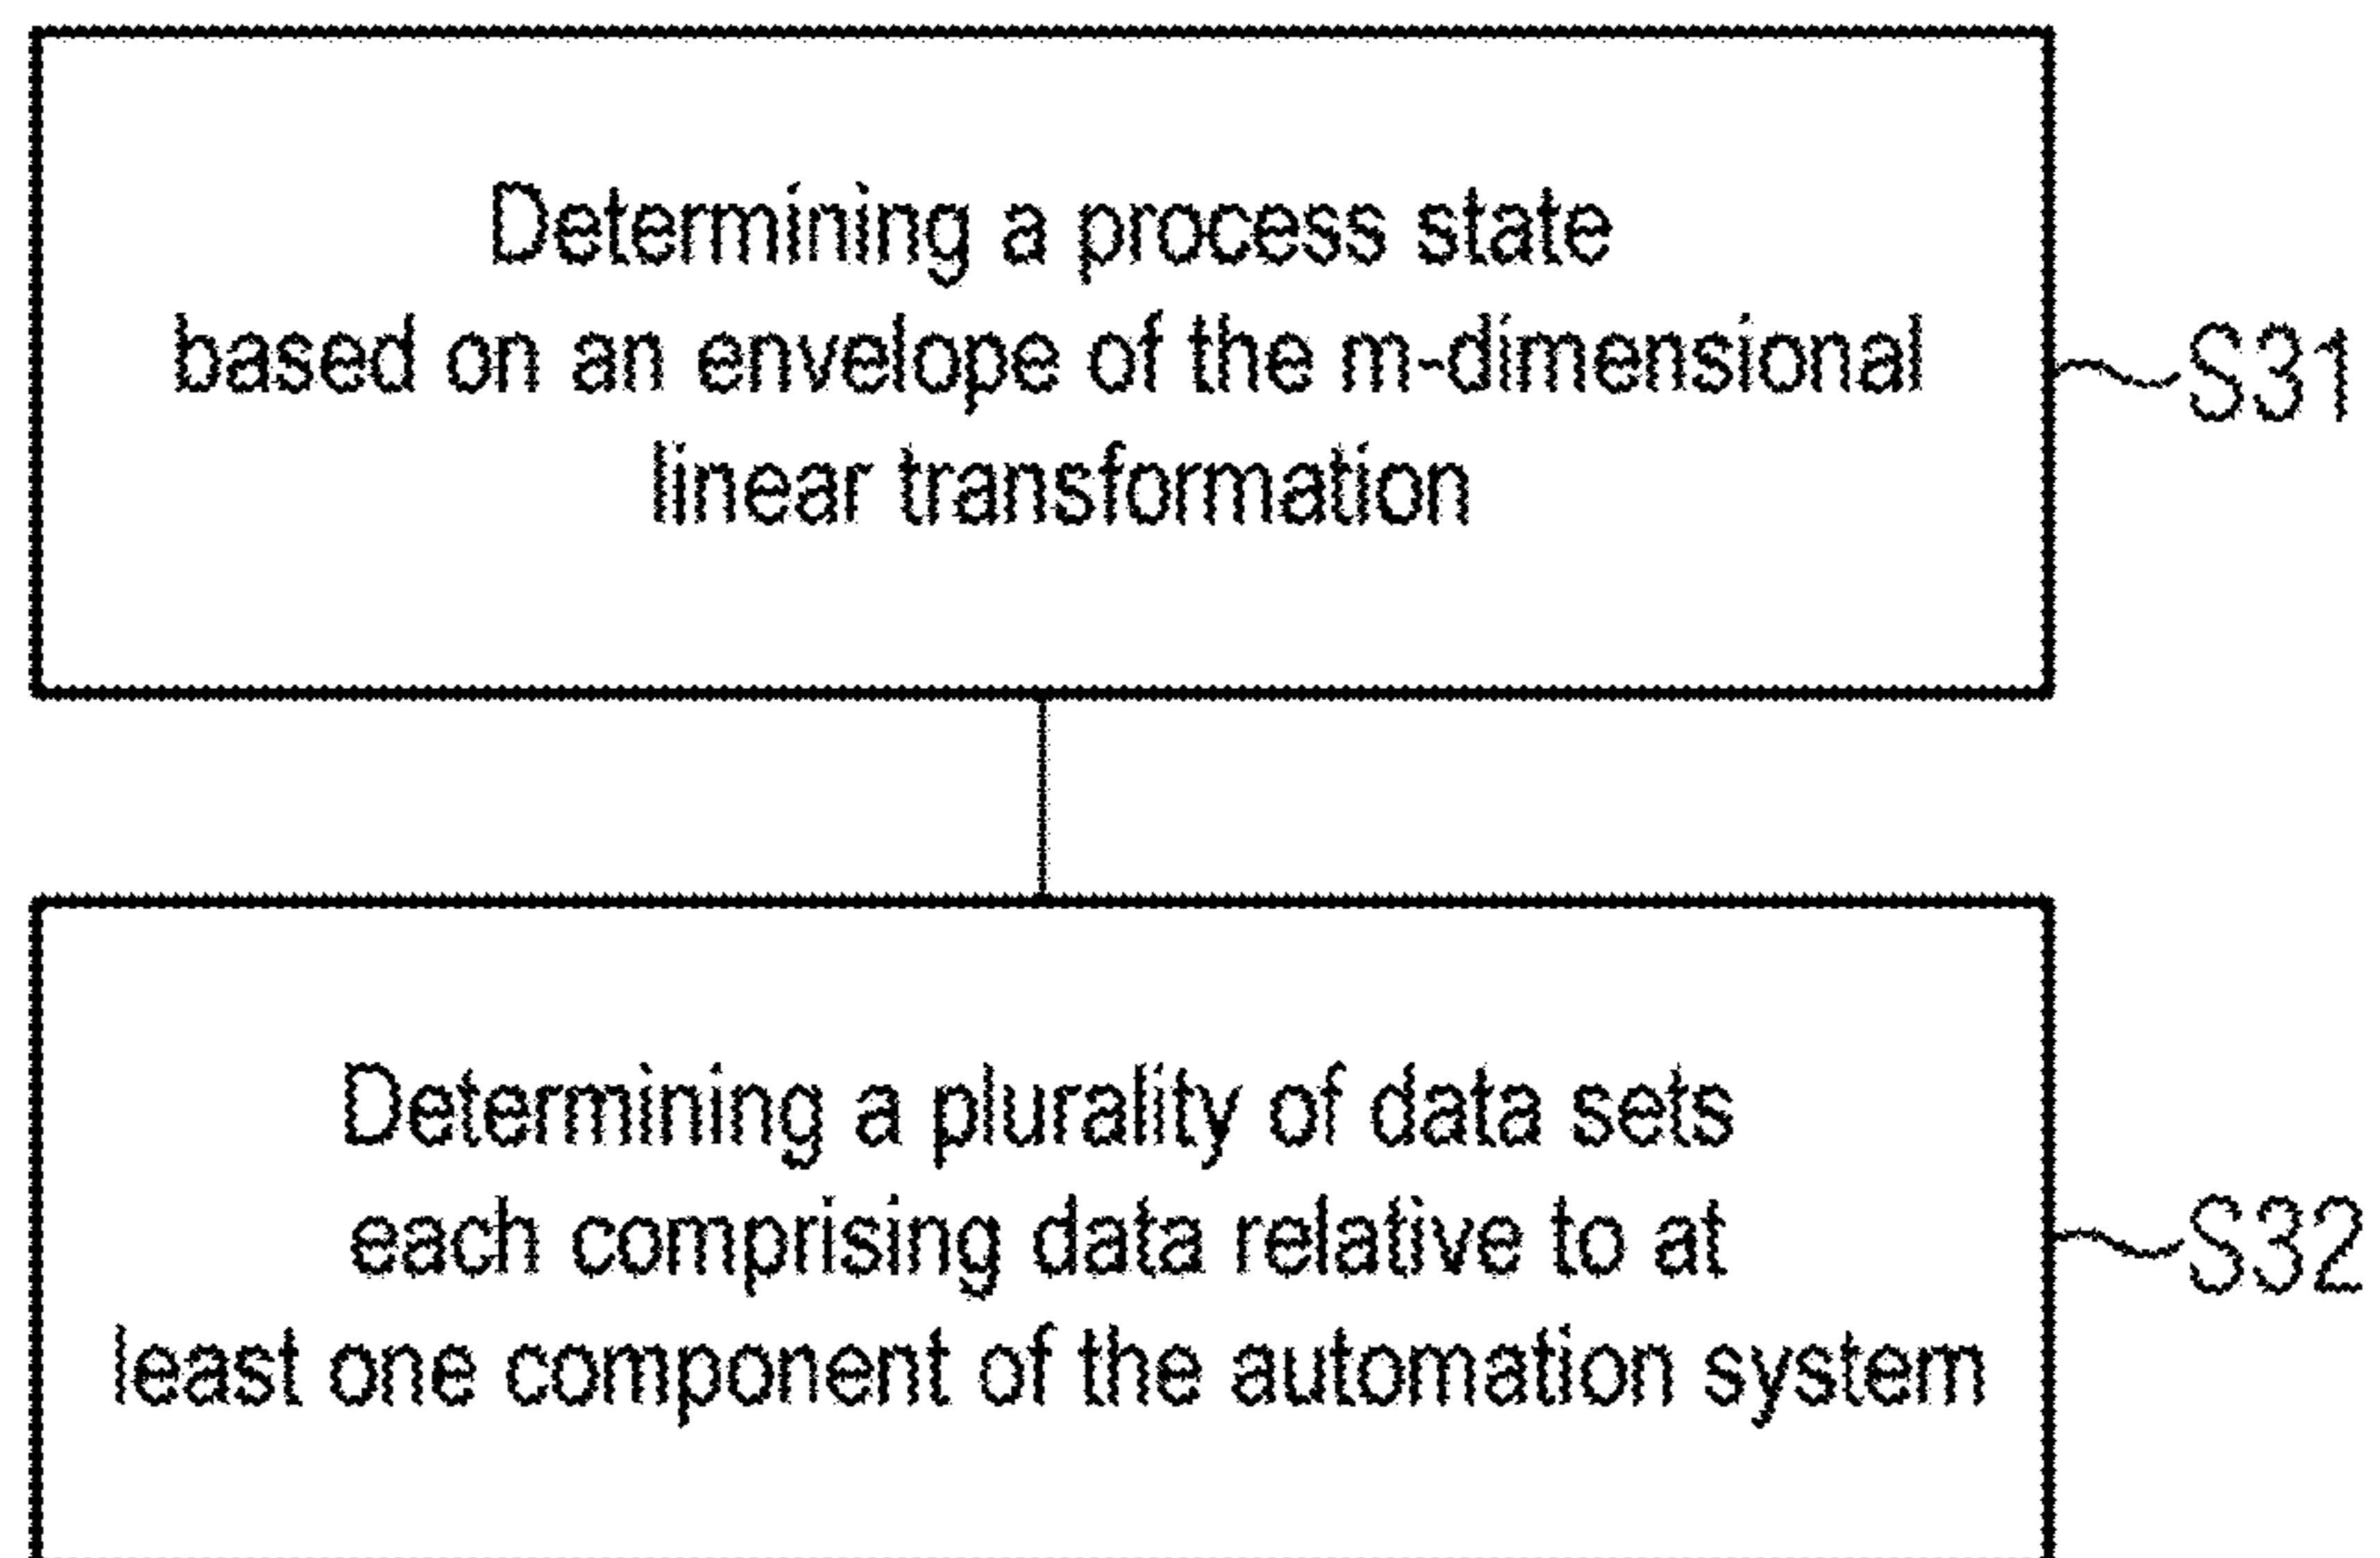 Determining a process state
based on an envelope of the m-dimensional
linear transformation
S31
Determining a plurality of data sets
each comprising data relative to at
least one component of the automation system
S32